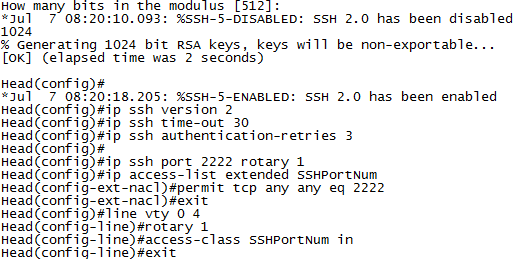 How many bits in the modulus [512]:
*Jul  7 08:20:10.093: %SSH-5-DISABLED: SSH 2.0 has been disabled
1024
% Generating 1024 bit RSA keys, keys will be non-exportable...
[OK] (elapsed time was 2 seconds)

Head(config)#
*Jul  7 08:20:18.205: %SSH-5-ENABLED: SSH 2.0 has been enabled
Head(config)#ip ssh version 2
Head(config)#ip ssh time-out 30
Head(config)#ip ssh authentication-retries 3
Head(config)#
Head(config)#ip ssh port 2222 rotary 1
Head(config)#ip access-list extended SSHPortNum
Head(config-ext-nacl)#permit tcp any any eq 2222
Head(config-ext-nacl)#exit
Head(config)#line vty 0 4
Head(config-line)#rotary 1
Head(config-line)#access-class SSHPortNum in
Head(config-line)#exit